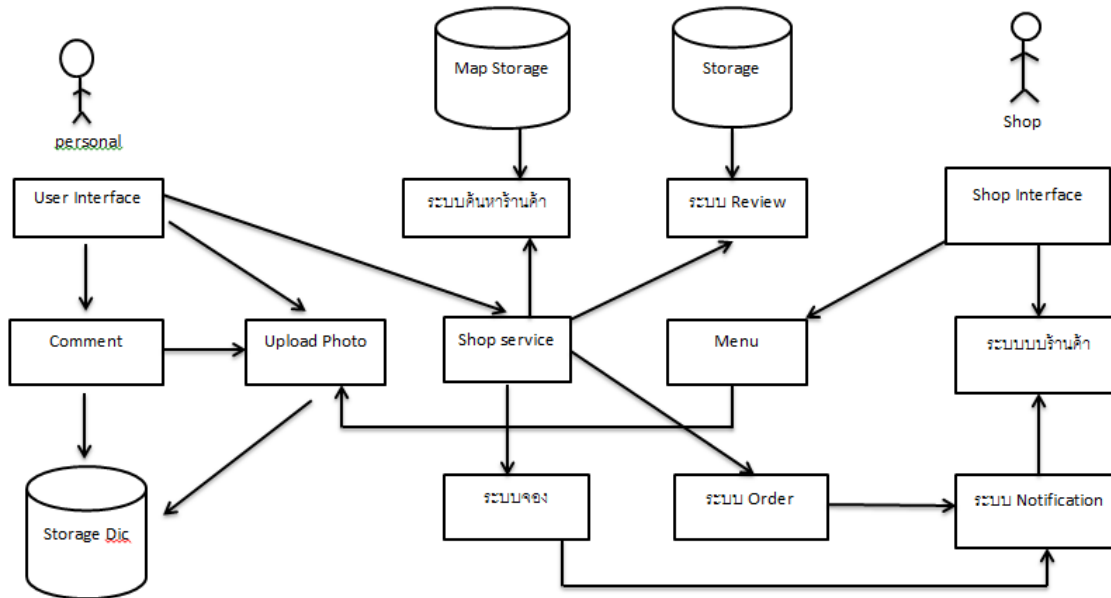 Map Storage
Storage
personal
Shop
User Interface
ระบบค้นหาร้านค้า
ระบบ Review
Shop Interface
Comment
Upload Photo
Shop service
Menu
ระบบบบร้านค้า
Storage Dic
ระบบจอง
ระบบ Order
ระบบ Notification